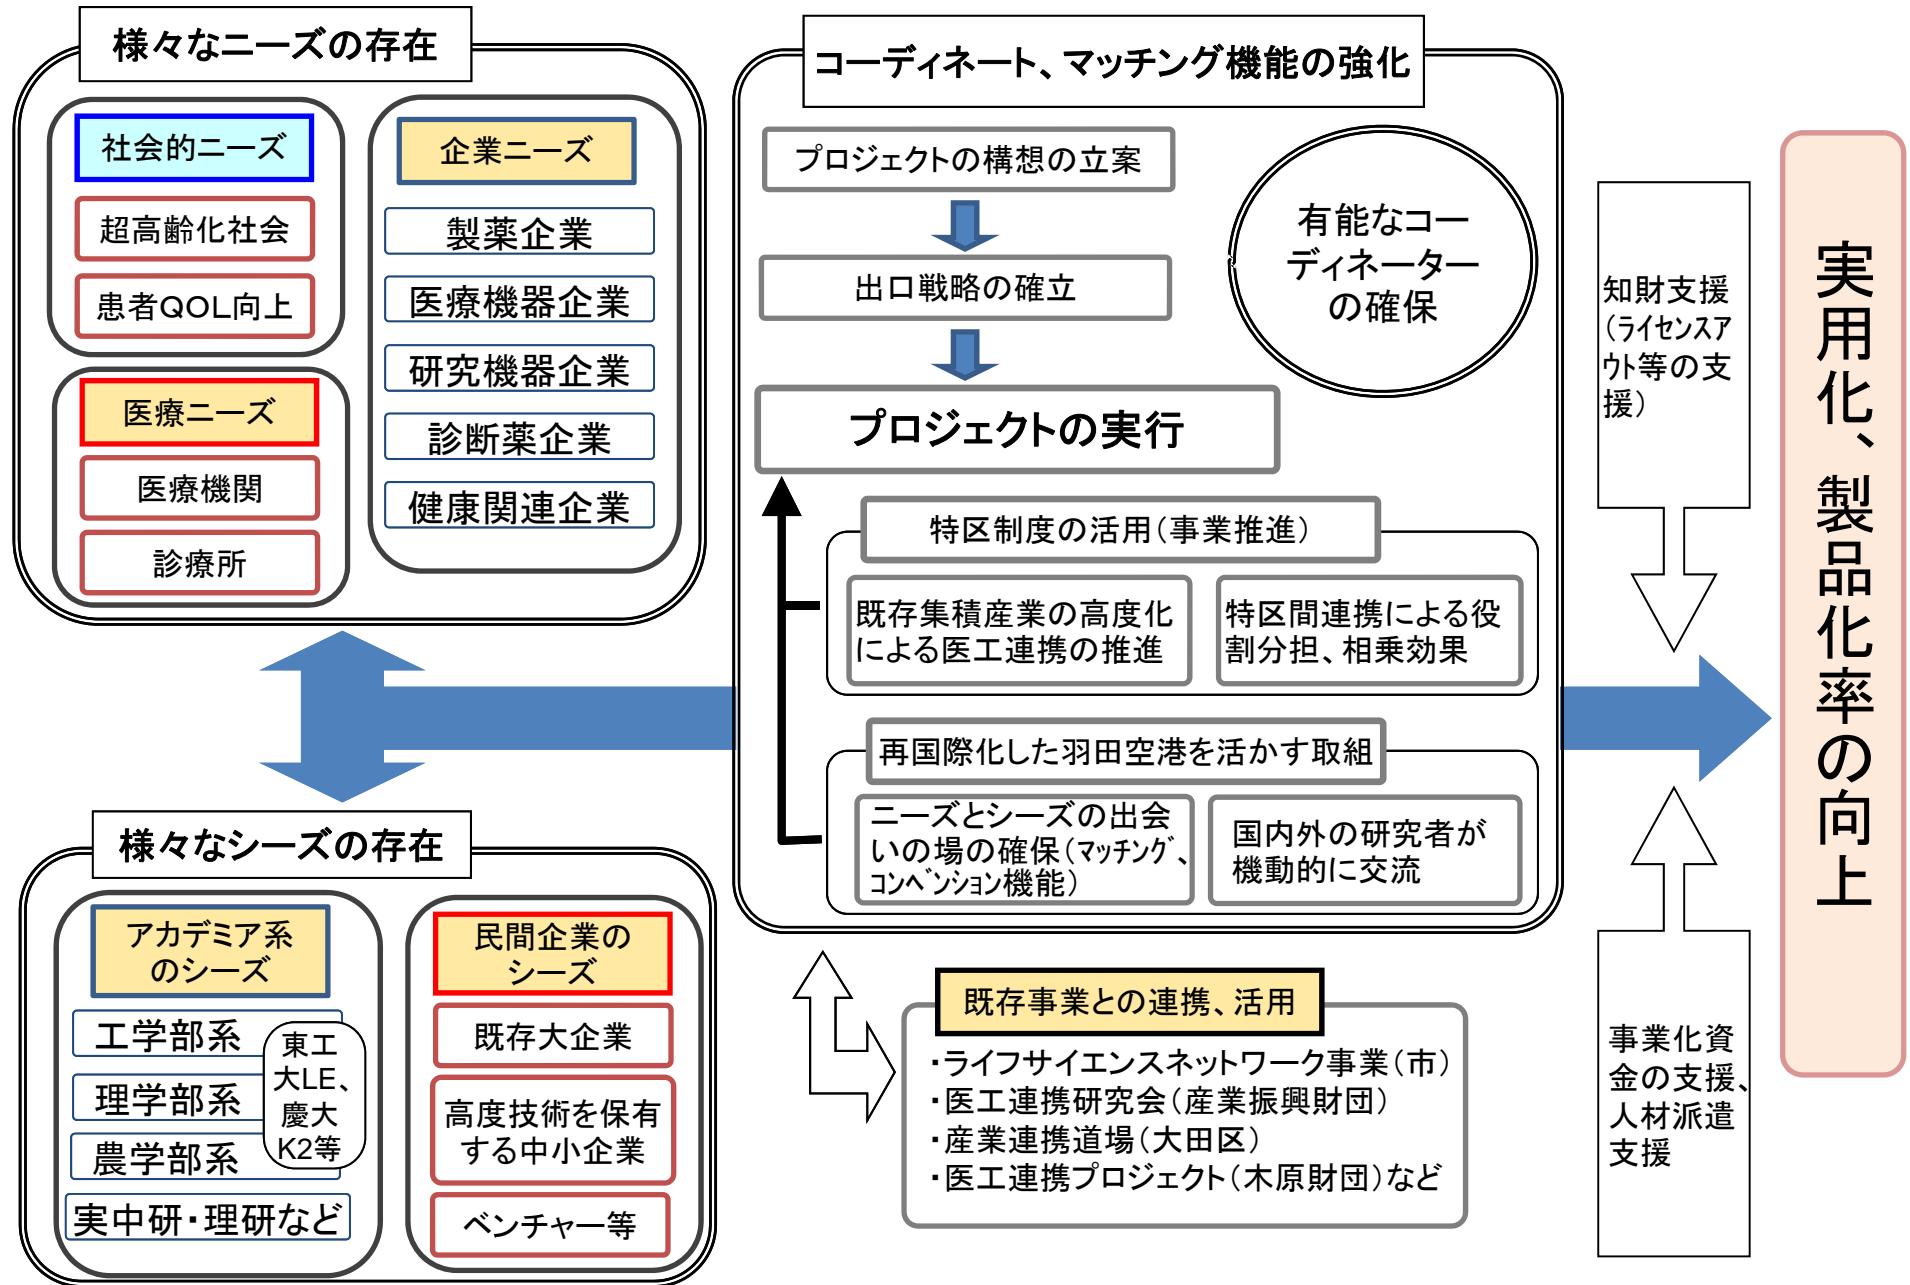 様々なニーズの存在
社会的ニーズ
超高齢化社会
患者QOL向上
医療ニーズ
医療機関
診療所
企業ニーズ
製薬企業
医療機器企業
研究機器企業
診断薬企業
健康関連企業
様々なシーズの存在
アカデミア系
のシーズ
工学部系
理学部系
農学部系
実中研・理研など
東工
大LE、
慶大
K2等
民間企業の
シーズ
既存大企業
高度技術を保有
する中小企業
ベンチャー等
コーディネート、マッチング機能の強化
プロジェクトの構想の立案
出口戦略の確立
プロジェクトの実行
有能なコー
ディネーター
の確保
特区制度の活用（事業推進）
既存集積産業の高度化
による医工連携の推進
特区間連携による役
割分担、相乗効果
再国際化した羽田空港を活かす取組
ニーズとシーズの出会
いの場の確保（マッチング、
コンベンション機能）
国内外の研究者が
機動的に交流
既存事業との連携、活用
・ライフサイエンスネットワーク事業（市）
・医工連携研究会（産業振興財団）
・産業連携道場（大田区）
・医工連携プロジェクト（木原財団）など
知財支援
（ライセンスア
ウト等の支
援）
事業化資
金の支援、
人材派遣
支援
実用化、製品化率の向上